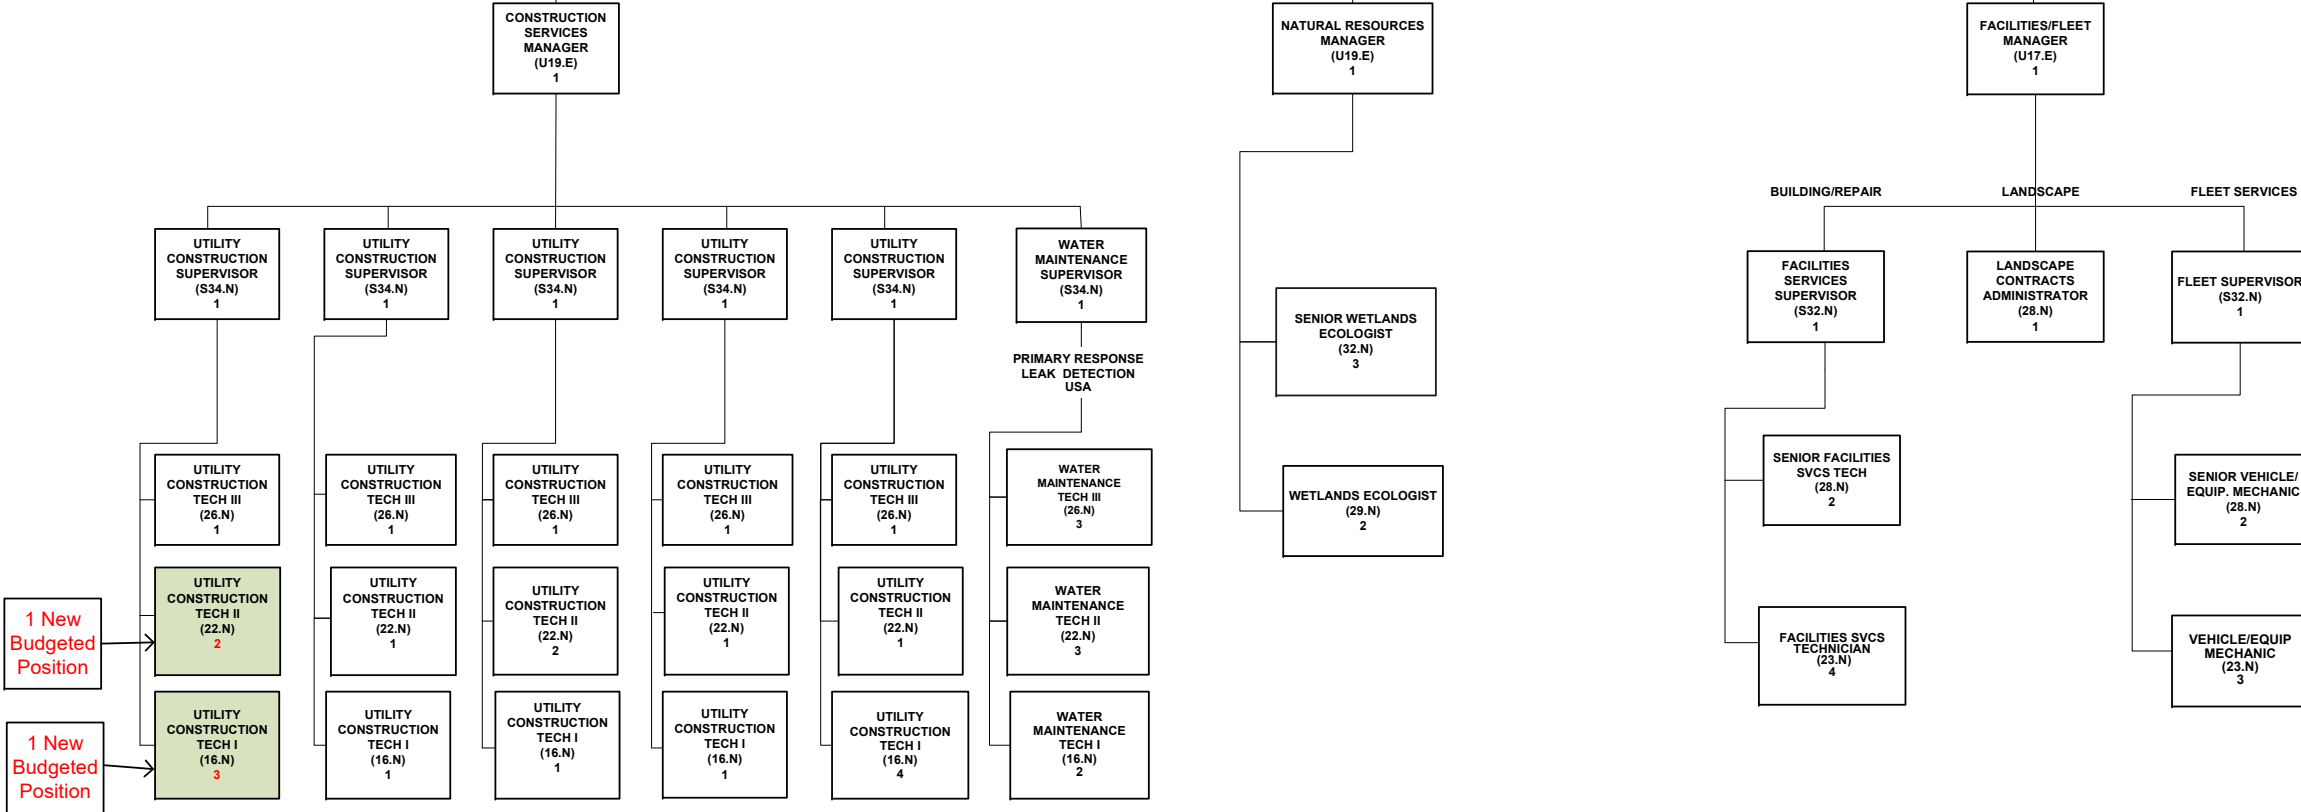 CONSTRUCTION
SERVICES
MANAGER
(U19.E)
1
NATURAL RESOURCES
MANAGER
(U19.E)
1
FACILITIES/FLEET
MANAGER
(U17.E)
1
BUILDING/REPAIR
LANDSCAPE
FLEET SERVICES
UTILITY
CONSTRUCTION
SUPERVISOR
(S34.N)
1
UTILITY
CONSTRUCTION
SUPERVISOR
(S34.N)
1
UTILITY
CONSTRUCTION
SUPERVISOR
(S34.N)
1
UTILITY
CONSTRUCTION
SUPERVISOR
(S34.N)
1
UTILITY
CONSTRUCTION
SUPERVISOR
(S34.N)
1
WATER
MAINTENANCE
SUPERVISOR
(S34.N)
1
PRIMARY RESPONSE
LEAK DETECTION
USA
SENIOR WETLANDS
ECOLOGIST
(32.N)
3
FACILITIES
SERVICES
SUPERVISOR
(S32.N)
1
LANDSCAPE
CONTRACTS
ADMINISTRATOR
(28.N)
1
FLEET SUPERVISOR
(S32.N)
1
UTILITY
CONSTRUCTION
TECH III
(26.N)
1
UTILITY
CONSTRUCTION
TECH III
(26.N)
1
UTILITY
CONSTRUCTION
TECH III
(26.N)
1
UTILITY
CONSTRUCTION
TECH III
(26.N)
1
UTILITY
CONSTRUCTION
TECH III
(26.N)
1
WATER
MAINTENANCE
TECH III
(26.N)
3
WETLANDS ECOLOGIST
(29.N)
2
SENIOR FACILITIES
SVCS TECH
(28.N)
2
SENIOR VEHICLE/
EQUIP. MECHANIC
(28.N)
2
1 New
Budgeted
Position
UTILITY
CONSTRUCTION
TECH II
(22.N)
2
UTILITY
CONSTRUCTION
TECH II
(22.N)
1
UTILITY
CONSTRUCTION
TECH II
(22.N)
2
UTILITY
CONSTRUCTION
TECH II
(22.N)
1
UTILITY
CONSTRUCTION
TECH II
(22.N)
1
WATER
MAINTENANCE
TECH II
(22.N)
3
FACILITIES SVCS
TECHNICIAN
(23.N)
4
VEHICLE/EQUIP
MECHANIC
(23.N)
3
1 New
Budgeted
Position
UTILITY
CONSTRUCTION
TECH I
(16.N)
3
UTILITY
CONSTRUCTION
TECH I
(16.N)
1
UTILITY
CONSTRUCTION
TECH I
(16.N)
1
UTILITY
CONSTRUCTION
TECH I
(16.N)
1
UTILITY
CONSTRUCTION
TECH I
(16.N)
4
WATER
MAINTENANCE
TECH I
(16.N)
2